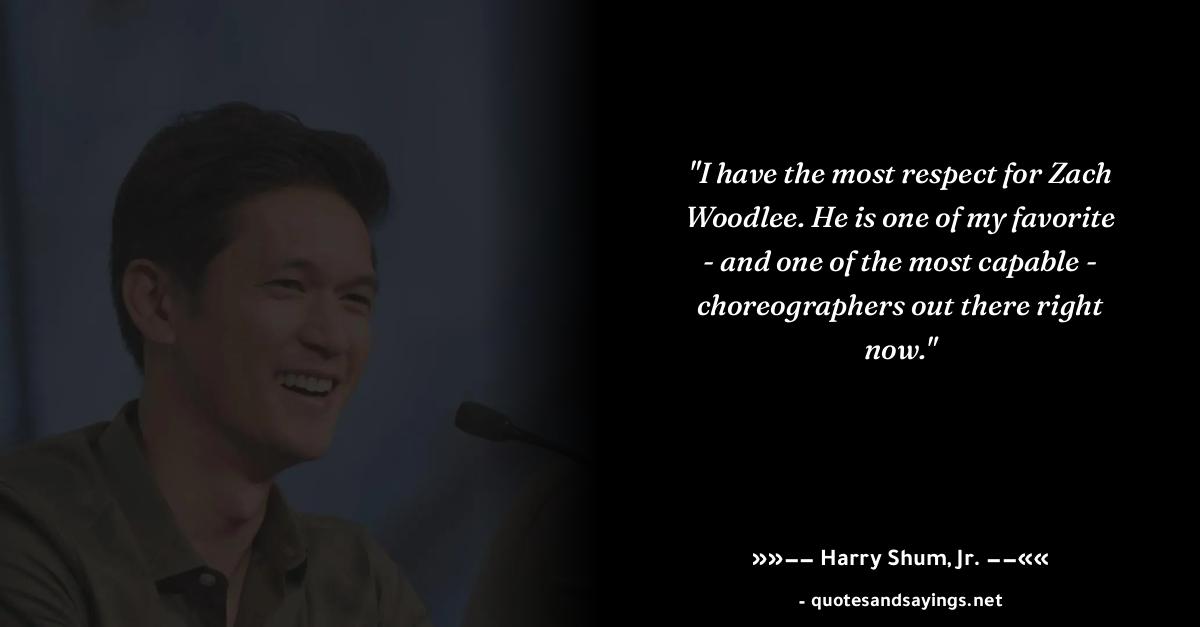 "I have the most respect for Zach
Woodlee. He is one of my favorite
- and one of the most capable -
choreographers out there right
now."
»»−− Harry Shum, Jr. −−««
- quotesandsayings.net